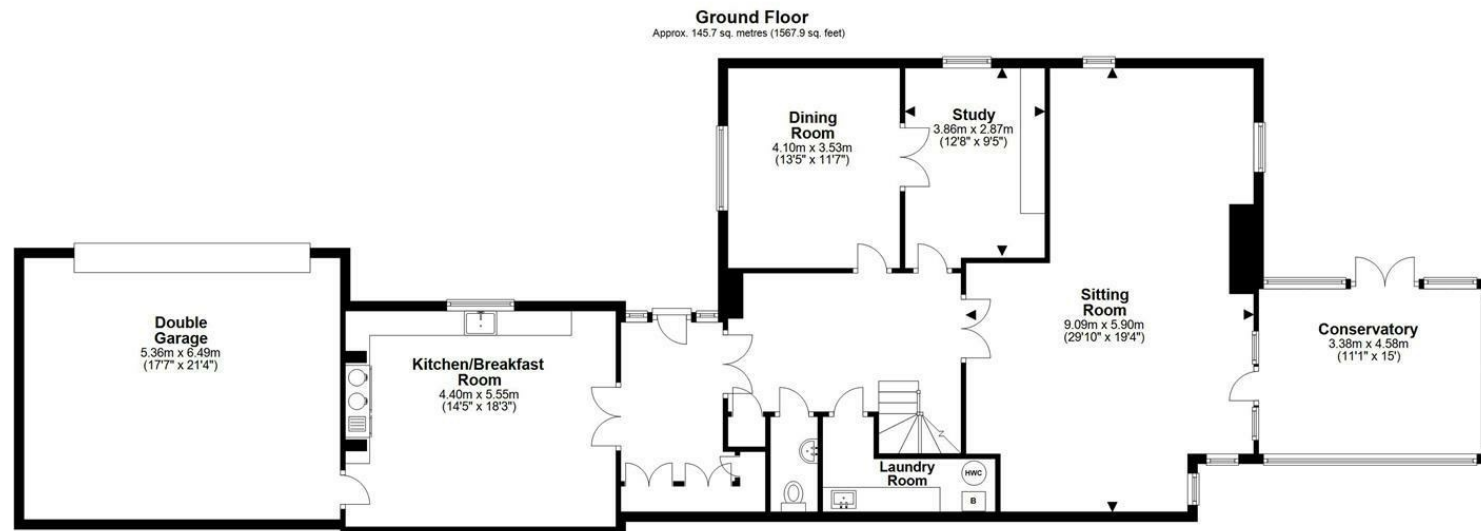 Ground Floor
Approx. 145.7 sq. metres (1567.9 sq. feet)
Dining
Room
4.10m x 3.53m
(13'5" x 11'7")
Study
3.86m x 2.87m
(12'8" x 9'5")
Double
Garage
5.36m x 6.49m
(17'7" x 21'4")
Kitchen/Breakfast
Room
4.40m x 5.55m
(14'5" x 18'3")
Sitting
Room
9.09m x 5.90m
(29'10" x 19'4")
Conservatory
3.38m x 4.58m
(11'1" x 15')
Laundry
Room
HWC
B